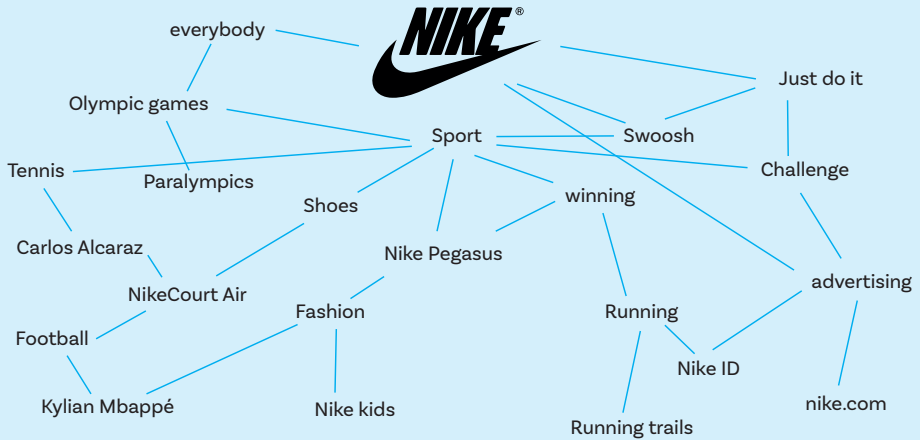 NIKE®
everybody
Just do it
Olympic games
Sport
Swoosh
Tennis
Paralympics
Challenge
Shoes
winning
Carlos Alcaraz
Nike Pegasus
NikeCourt Air
advertising
Fashion
Running
Football
Nike ID
Kylian Mbappé
Nike kids
nike.com
Running trails